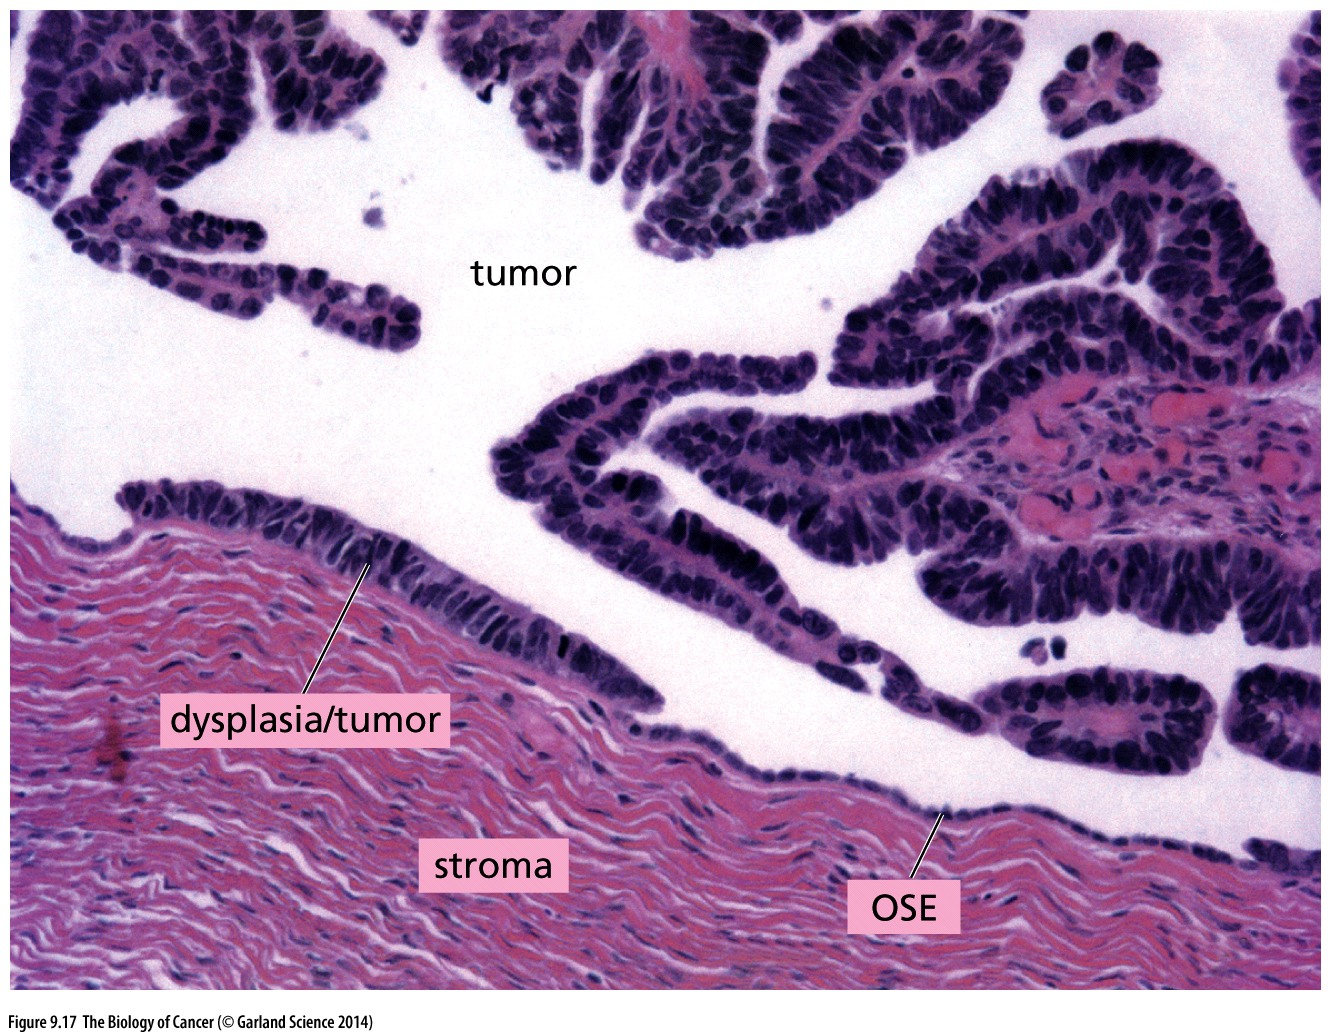 tumor
dysplasia/tumor
stroma
OSE
Figure 9.17 The Biology of Cancer (© Garland Science 2014)